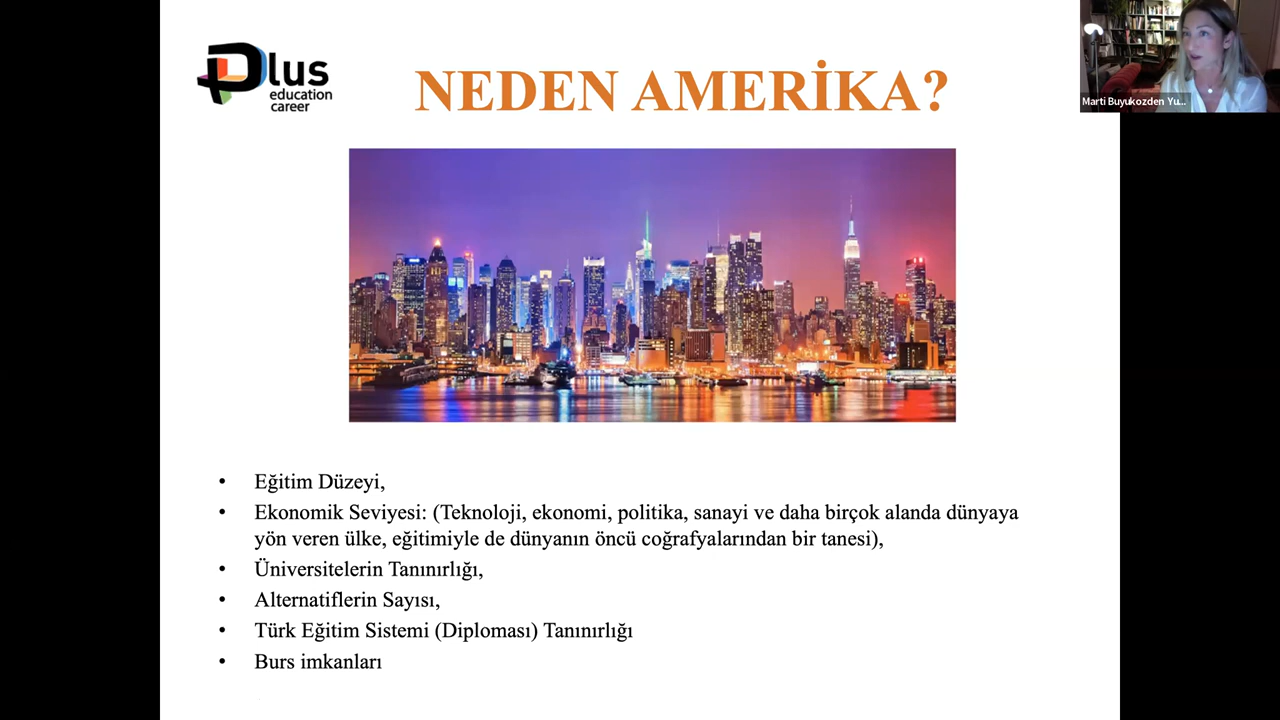 Plus
education
career
NEDEN AMERİKA?
Marti Buyukozden Yu...
• Eğitim Düzeyi,
• Ekonomik Seviyesi: (Teknoloji, ekonomi, politika, sanayi ve daha birçok alanda dünyaya
yön veren ülke, eğitimiyle de dünyanın öncü coğrafyalarından bir tanesi),
• Üniversitelerin Tanınırlığı,
• Alternatiflerin Sayısı,
• Türk Eğitim Sistemi (Diploması) Tanınırlığı
• Burs imkanları